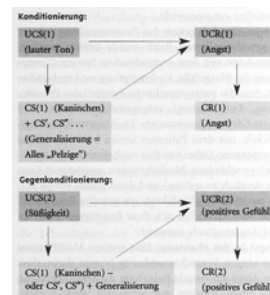 Konditionierung:
UCS(1) UCR(1)
(lauter Ton) (Angst)
CS(1) (Kaninchen) CR(1)
+ CS', CS'' ... (Angst)
(Generalisierung =
Alles „Pelzige")
Gegenkonditionierung:
UCS(2) UCR(2)
(Süßigkeit) (positives Gefühl)
CS(1) (Kaninchen) – CR(2)
oder CS', CS'') + Generalisierung (positives Gefühl)